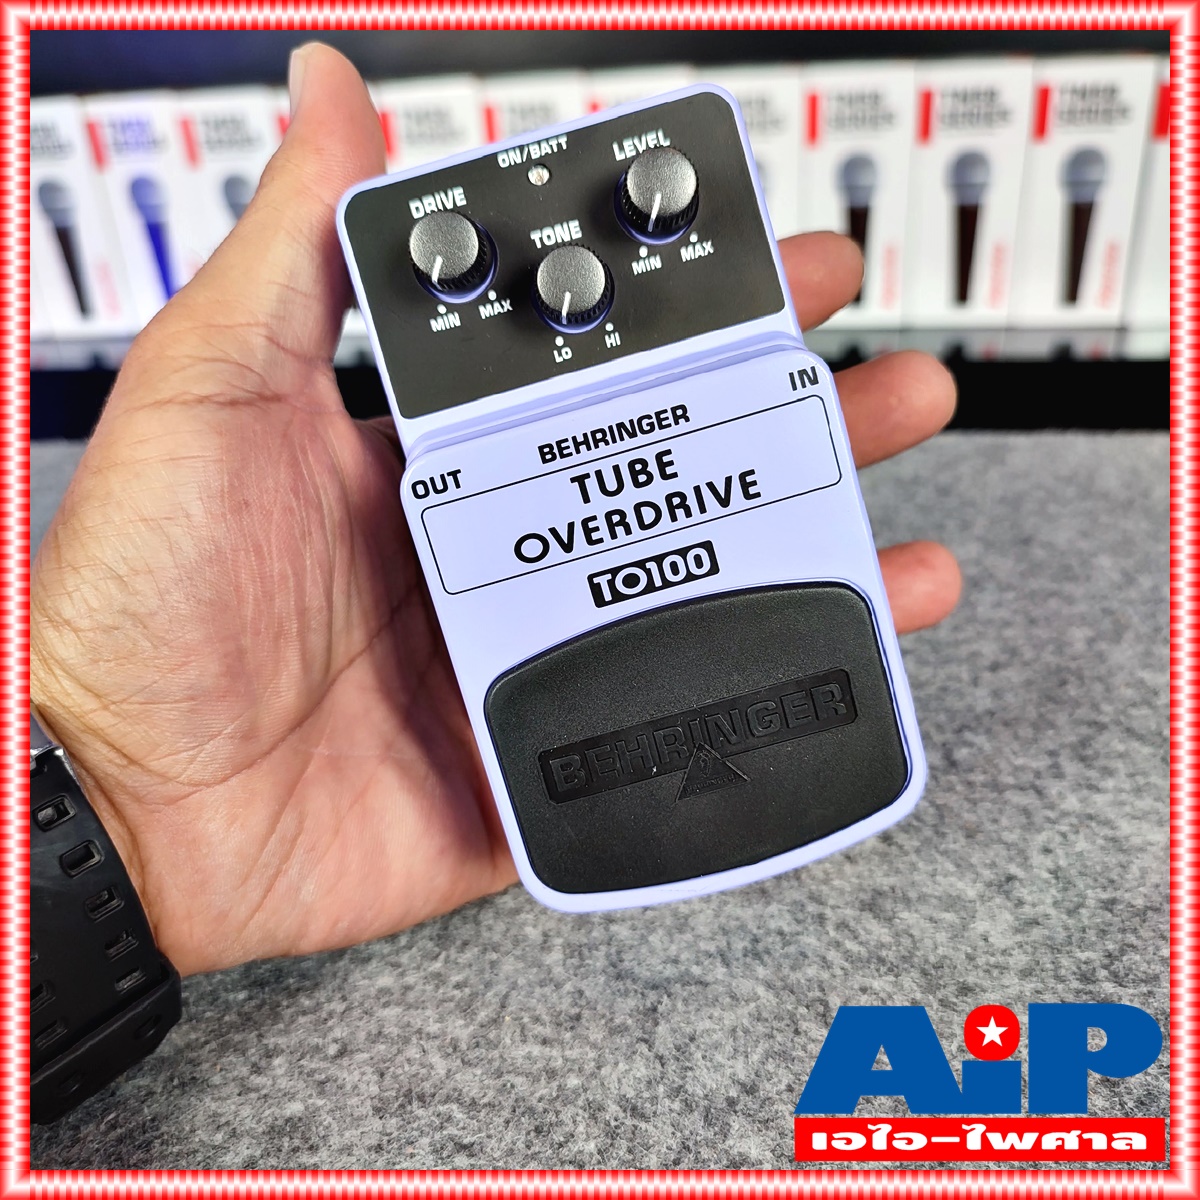 ON/BATT
LEVEL
DRIVE
TONE
MIN
MAX
MIN
MAX
LO
HI
IN
OUT
BEHRINGER
TUBE
OVERDRIVE
TO100
BEHRINGER
AiP
เอไอ-ไพศาล